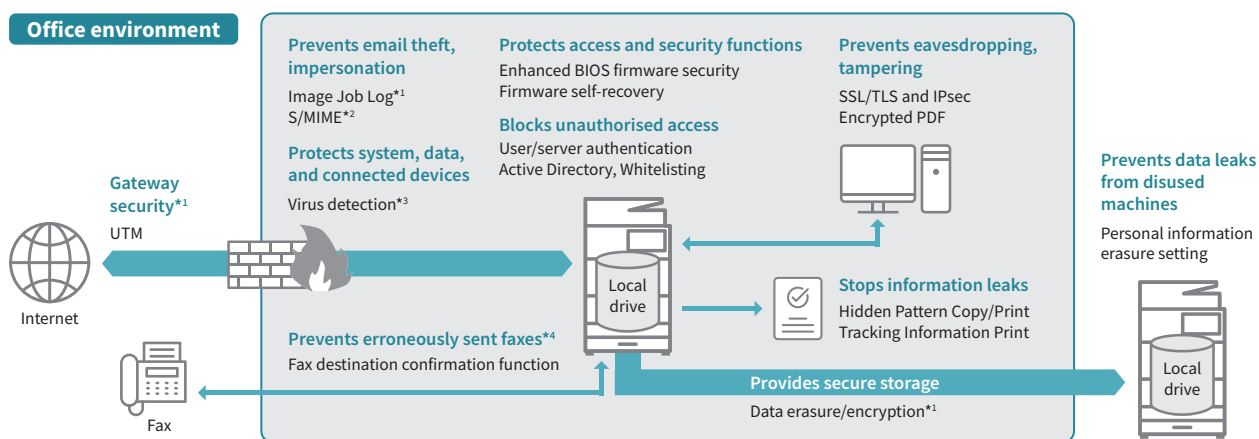 Office environment
Prevents email theft,
impersonation
Image Job Log*1
S/MIME*2
Protects system, data,
and connected devices
Virus detection*3
Protects access and security functions
Enhanced BIOS firmware security
Firmware self-recovery
Blocks unauthorised access
User/server authentication
Active Directory, Whitelisting
Prevents eavesdropping,
tampering
SSL/TLS and IPsec
Encrypted PDF
Prevents data leaks
from disused
machines
Personal information
erasure setting
Gateway
security*1
UTM
Internet
Local
drive
Stops information leaks
Hidden Pattern Copy/Print
Tracking Information Print
Prevents erroneously sent faxes*4
Fax destination confirmation function
Fax
Provides secure storage
Data erasure/encryption*1
Local
drive